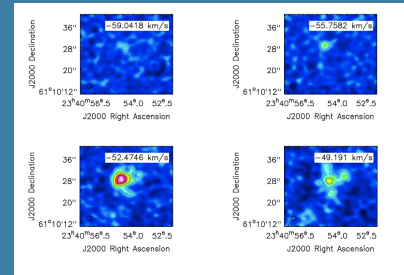 −59.0418 km/s
J2000 Declination
36"
28"
20"
61°10'12"
23ʰ40ᵐ56ˢ.5 54ˢ.0 52ˢ.5
J2000 Right Ascension
−55.7582 km/s
J2000 Declination
36"
28"
20"
61°10'12"
23ʰ40ᵐ56ˢ.5 54ˢ.0 52ˢ.5
J2000 Right Ascension
−52.4746 km/s
J2000 Declination
36"
28"
20"
61°10'12"
23ʰ40ᵐ56ˢ.5 54ˢ.0 52ˢ.5
J2000 Right Ascension
−49.191 km/s
J2000 Declination
36"
28"
20"
61°10'12"
23ʰ40ᵐ56ˢ.5 54ˢ.0 52ˢ.5
J2000 Right Ascension